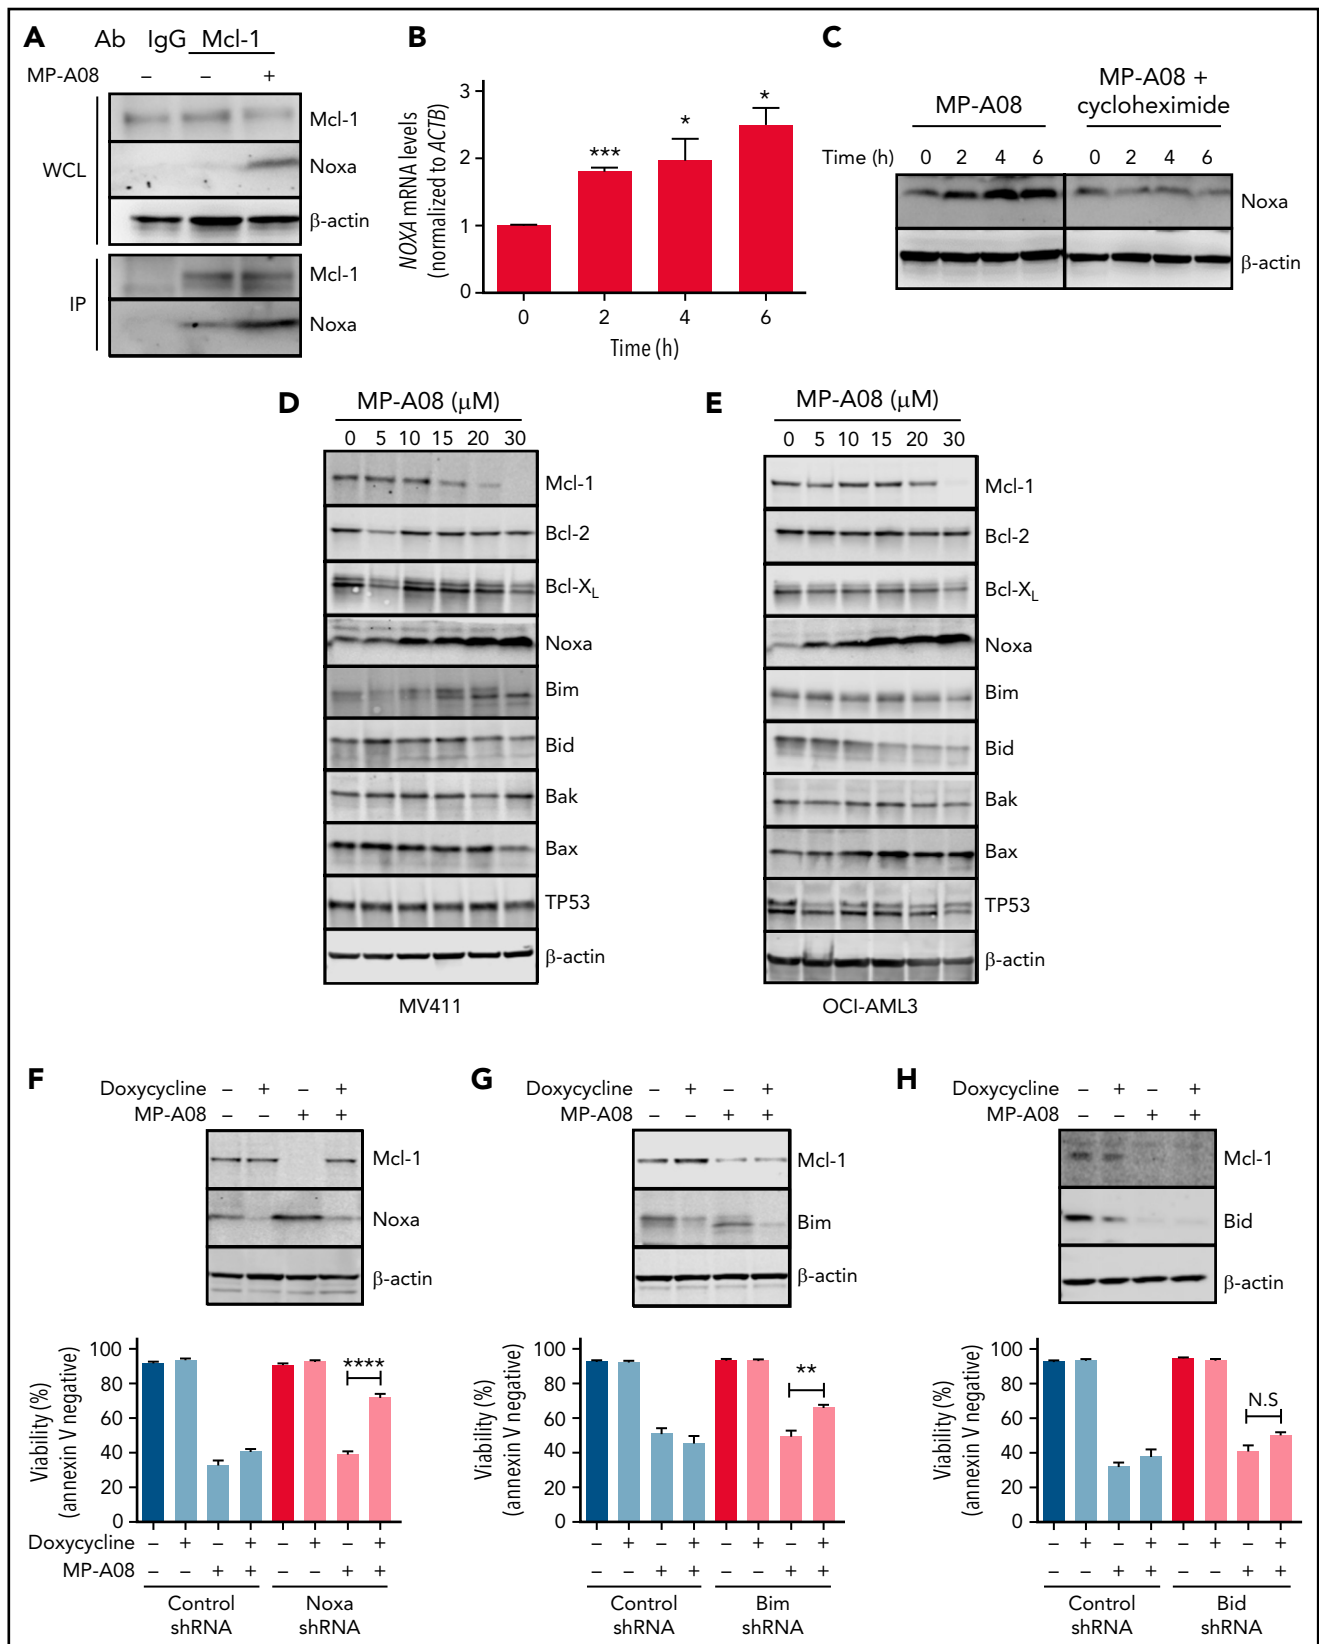 A
Ab IgG Mcl-1
MP-A08 – – +
WCL
Mcl-1
Noxa
β-actin
IP
Mcl-1
Noxa
B
NOXA mRNA levels
(normalized to ACTB)
3
2
1
0
***
*
*
0 2 4 6
Time (h)
C
MP-A08
MP-A08 +
cycloheximide
Time (h) 0 2 4 6 0 2 4 6
Noxa
β-actin
D
MP-A08 (μM)
0 5 10 15 20 30
Mcl-1
Bcl-2
Bcl-XL
Noxa
Bim
Bid
Bak
Bax
TP53
β-actin
MV411
E
MP-A08 (μM)
0 5 10 15 20 30
Mcl-1
Bcl-2
Bcl-XL
Noxa
Bim
Bid
Bak
Bax
TP53
β-actin
OCI-AML3
F
Doxycycline – + +
MP-A08 – – + +
Mcl-1
Noxa
β-actin
Viability (%)
(annexin V negative)
100
80
60
40
20
0
****
Doxycycline – + – + – + – +
MP-A08 – – + + – – + +
Control
shRNA
Noxa
shRNA
G
Doxycycline – + +
MP-A08 + +
Mcl-1
Bim
β-actin
Viability (%)
(annexin V negative)
100
80
60
40
20
0
**
– + – + – + – +
– – + + – – + +
Control
shRNA
Bim
shRNA
H
Doxycycline – + +
MP-A08 – – + +
Mcl-1
Bid
β-actin
Viability (%)
(annexin V negative)
100
80
60
40
20
0
N.S
– + – + – + – +
– – + + – – + +
Control
shRNA
Bid
shRNA